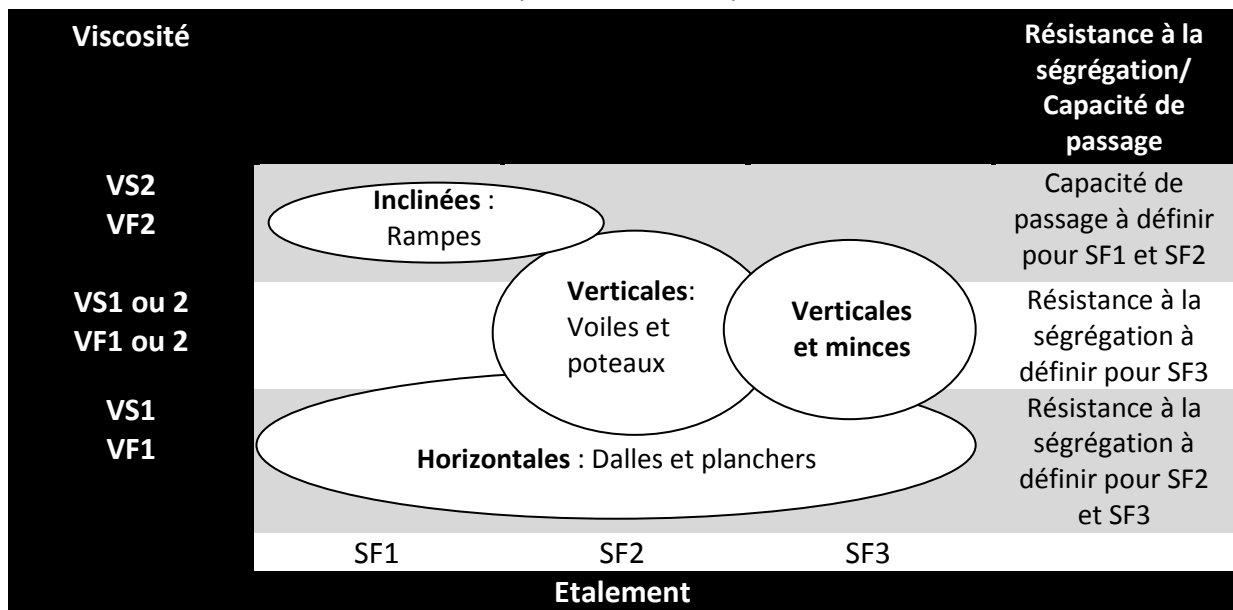 Viscosité
Résistance à la
ségrégation/
Capacité de
passage
VS2
VF2
Inclinées :
Rampes
Capacité de
passage à définir
pour SF1 et SF2
VS1 ou 2
VF1 ou 2
Verticales:
Voiles et
poteaux
Verticales
et minces
Résistance à la
ségrégation à
définir pour SF3
VS1
VF1
Horizontales : Dalles et planchers
Résistance à la
ségrégation à
définir pour SF2
et SF3
SF1
SF2
SF3
Etalement